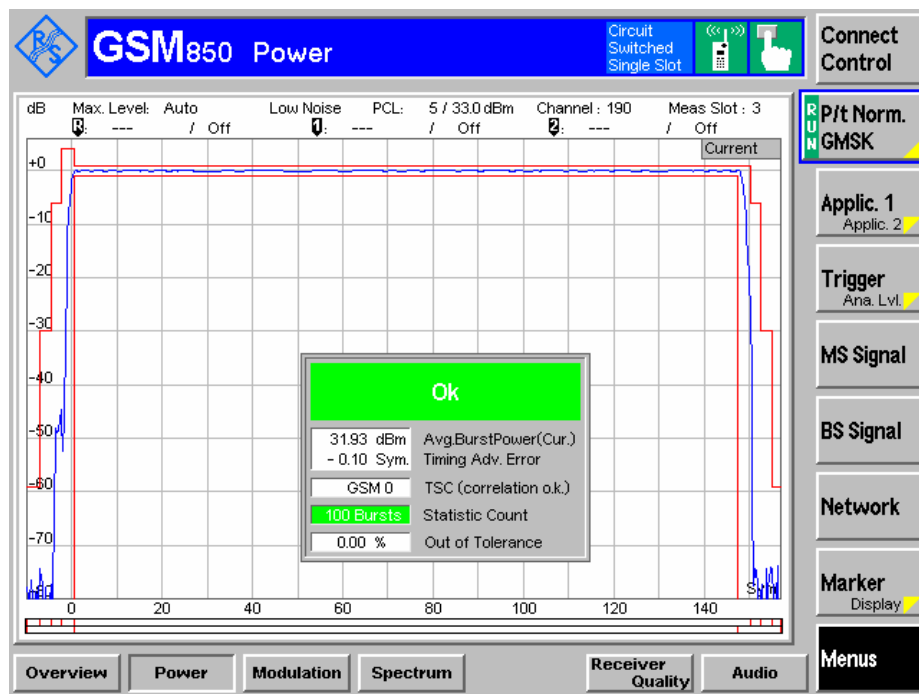 R&S
GSM850 Power
Circuit
Switched
Single Slot
Connect
Control
dB Max. Level: Auto Low Noise PCL: 5 / 33.0 dBm Channel : 190 Meas Slot : 3
R: --- / Off 1: --- / Off 2: --- / Off
RUN
P/t Norm.
GMSK
Current
+0
-10
-20
-30
-40
-50
-60
-70
Applic. 1
Applic. 2
Trigger
Ana. Lvl.
MS Signal
BS Signal
Network
Marker
Display
Menus
Ok
31.93 dBm Avg.BurstPower(Cur.)
- 0.10 Sym. Timing Adv. Error
GSM 0 TSC (correlation o.k.)
100 Bursts Statistic Count
0.00 % Out of Tolerance
0 20 40 60 80 100 120 140
Overview Power Modulation Spectrum Receiver Quality Audio